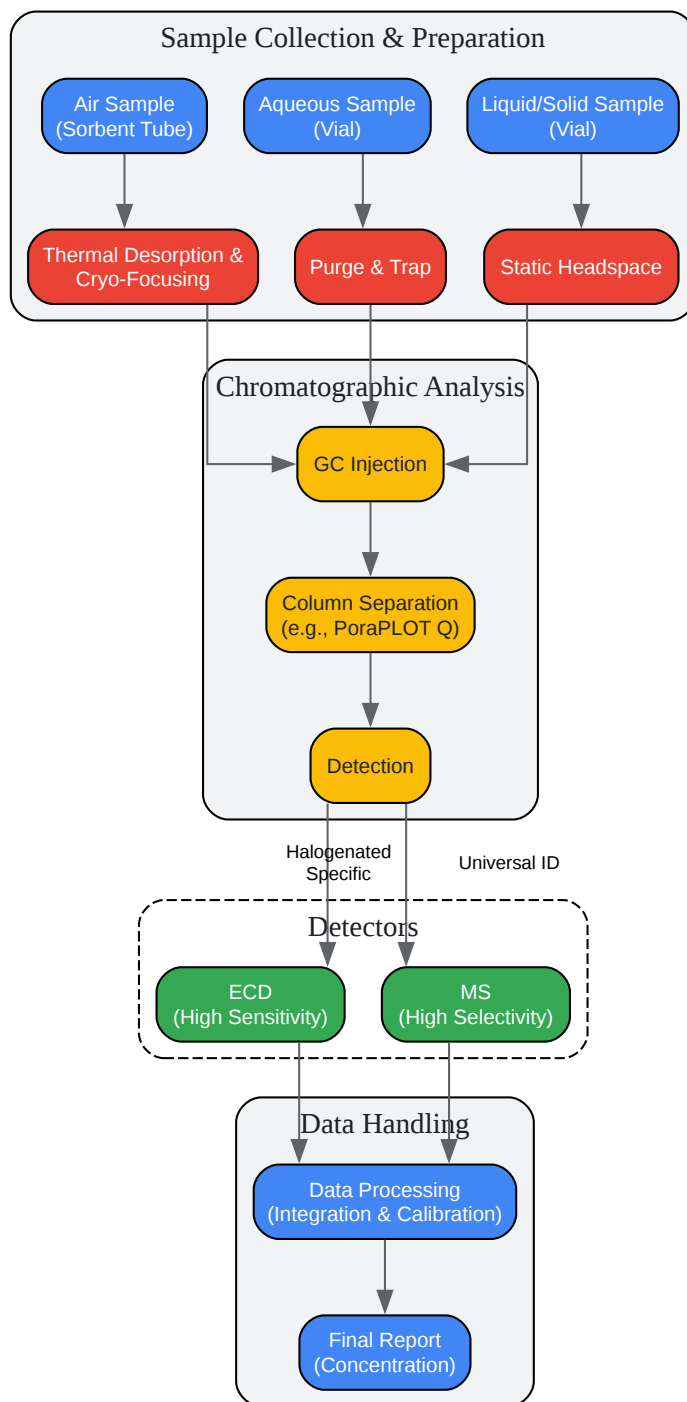 Sample Collection & Preparation
Air Sample
(Sorbent Tube)
Aqueous Sample
(Vial)
Liquid/Solid Sample
(Vial)
Thermal Desorption &
Cryo-Focusing
Purge & Trap
Static Headspace
Chromatographic Analysis
GC Injection
Column Separation
(e.g., PoraPLOT Q)
Detection
Halogenated
Specific
Universal ID
Detectors
ECD
(High Sensitivity)
MS
(High Selectivity)
Data Handling
Data Processing
(Integration & Calibration)
Final Report
(Concentration)